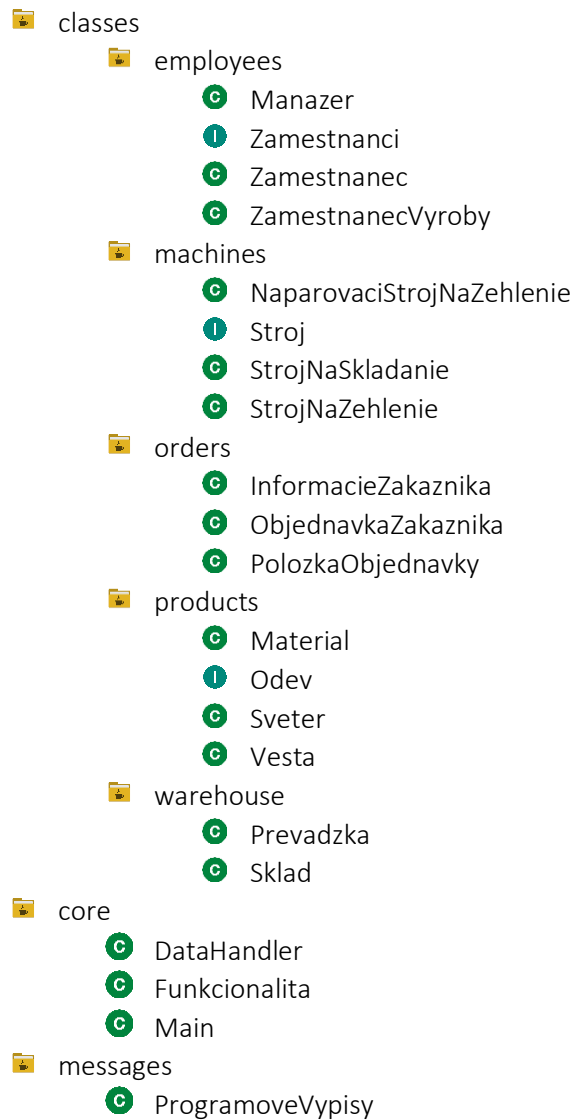 classes
employees
C Manazer
I Zamestnanci
C Zamestnanec
C ZamestnanecVyroby
machines
C NaparovaciStrojNaZehlenie
I Stroj
C StrojNaSkladanie
C StrojNaZehlenie
orders
C InformacieZakaznika
C ObjednavkaZakaznika
C PolozkaObjednavky
products
C Material
I Odev
C Sveter
C Vesta
warehouse
C Prevadzka
C Sklad
core
C DataHandler
C Funkcionalita
C Main
messages
C ProgramoveVypisy